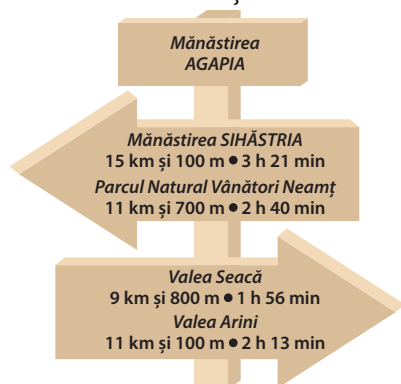 Mănăstirea
AGAPIA
Mănăstirea SIHĂSTRIA
15 km și 100 m ● 3 h 21 min
Parcul Natural Vânători Neamț
11 km și 700 m ● 2 h 40 min
Valea Seacă
9 km și 800 m ● 1 h 56 min
Valea Arini
11 km și 100 m ● 2 h 13 min